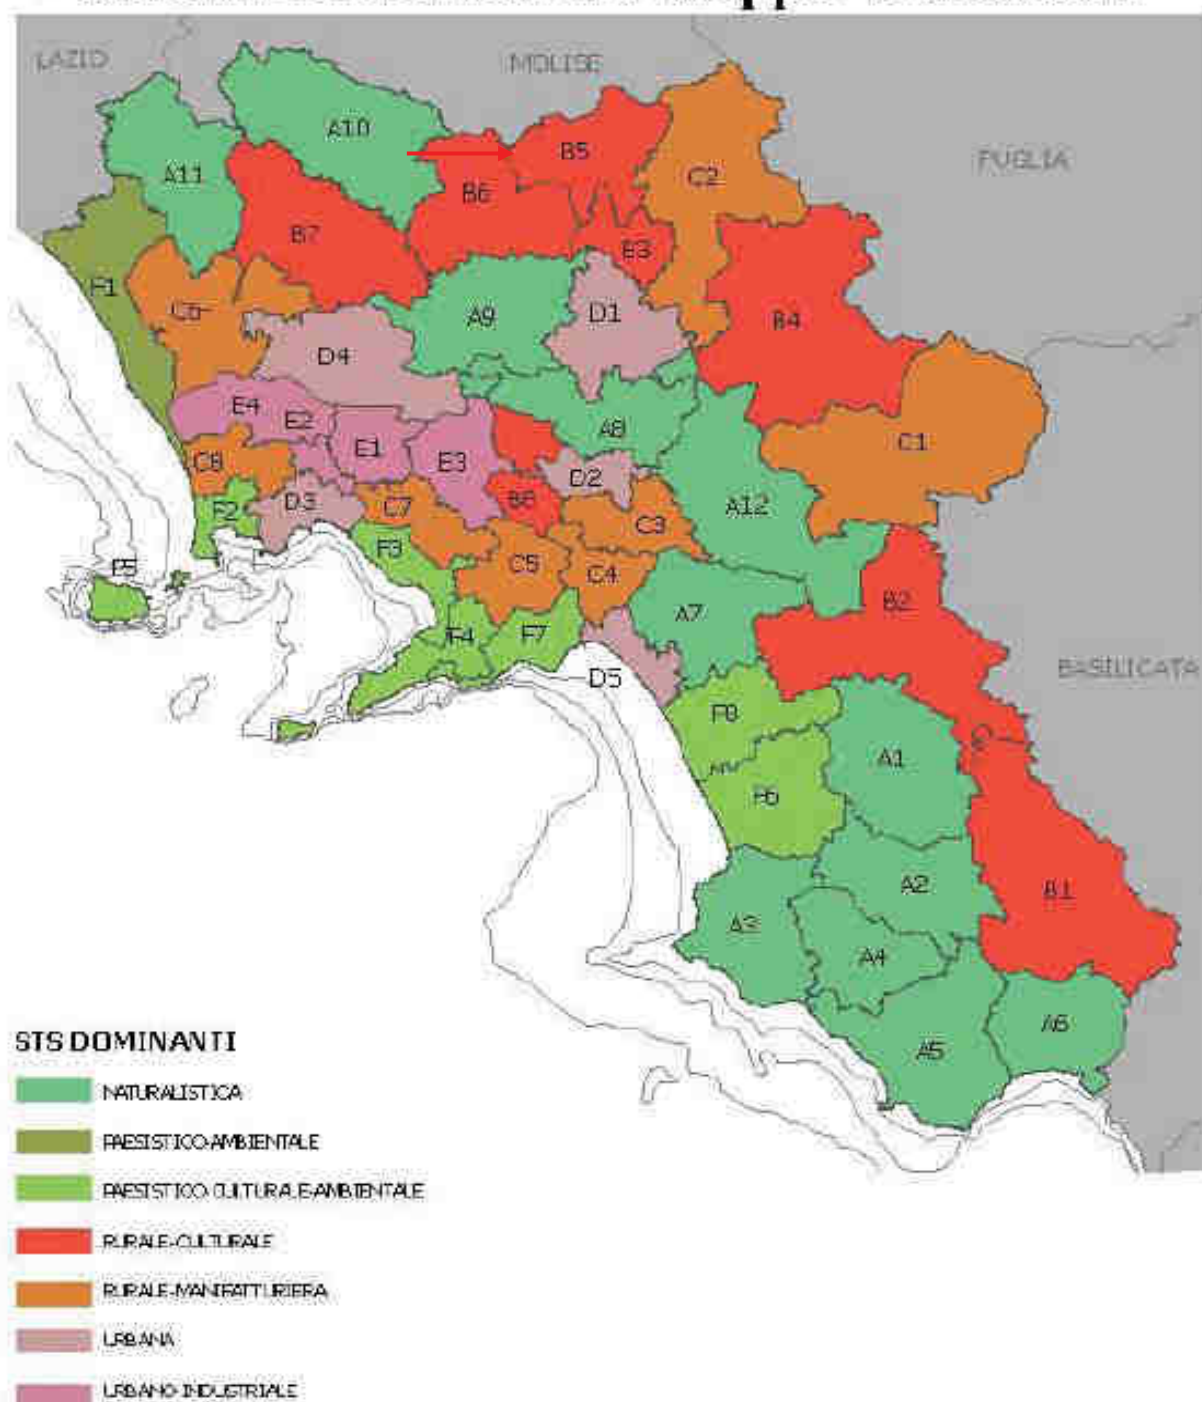 LAZIO
MOLISE
PUGLIA
BASILICATA
A10
B5
A11
C2
B6
B7
B3
F1
C6
A9
D1
B4
D4
E4
E2
A8
C1
E1
E3
C8
D2
B8
A12
F2
D3
C7
C3
F3
F5
C5
C4
B2
A7
F4
F7
D5
F8
A1
F6
A2
B1
A3
A4
A6
A5
STS DOMINANTI
NATURALISTICA
PAESISTICO-AMBIENTALE
PAESISTICO-CULTURALE-AMBIENTALE
RURALE-CULTURALE
RURALE-MANIFATTURIERA
URBANA
URBANO-INDUSTRIALE